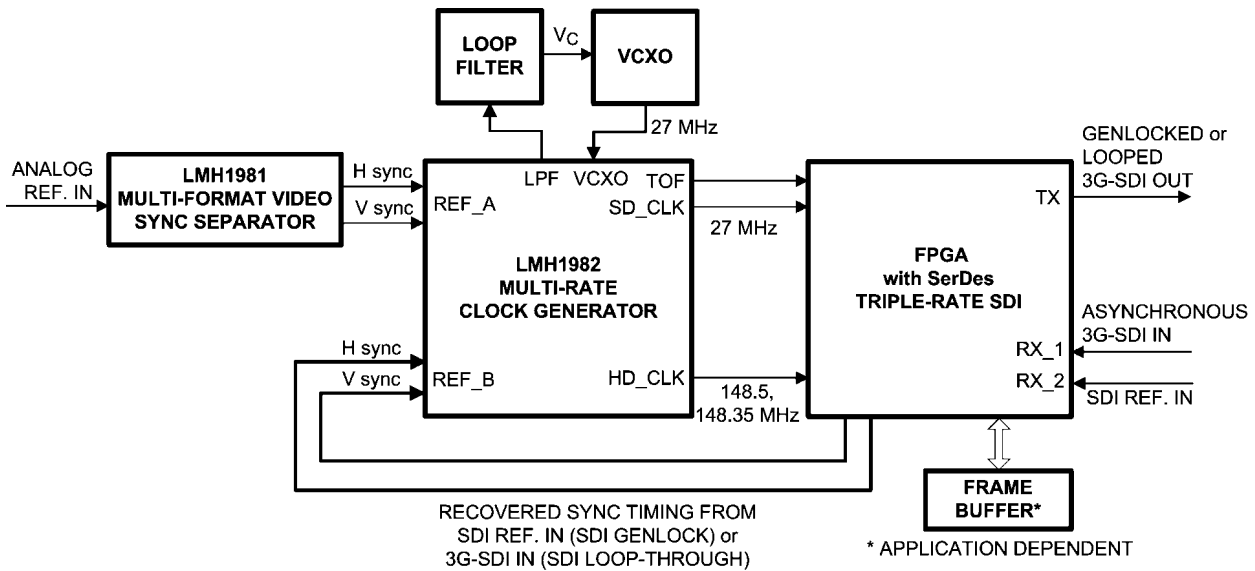 LOOP
FILTER
VC
VCXO
27 MHz
ANALOG
REF. IN
LMH1981
MULTI-FORMAT VIDEO
SYNC SEPARATOR
H sync
V sync
LPF
VCXO
REF_A
TOF
SD_CLK
27 MHz
LMH1982
MULTI-RATE
CLOCK GENERATOR
H sync
V sync
REF_B
HD_CLK
148.5,
148.35 MHz
FPGA
with SerDes
TRIPLE-RATE SDI
TX
GENLOCKED or
LOOPED
3G-SDI OUT
ASYNCHRONOUS
3G-SDI IN
RX_1
RX_2
SDI REF. IN
FRAME
BUFFER*
* APPLICATION DEPENDENT
RECOVERED SYNC TIMING FROM
SDI REF. IN (SDI GENLOCK) or
3G-SDI IN (SDI LOOP-THROUGH)